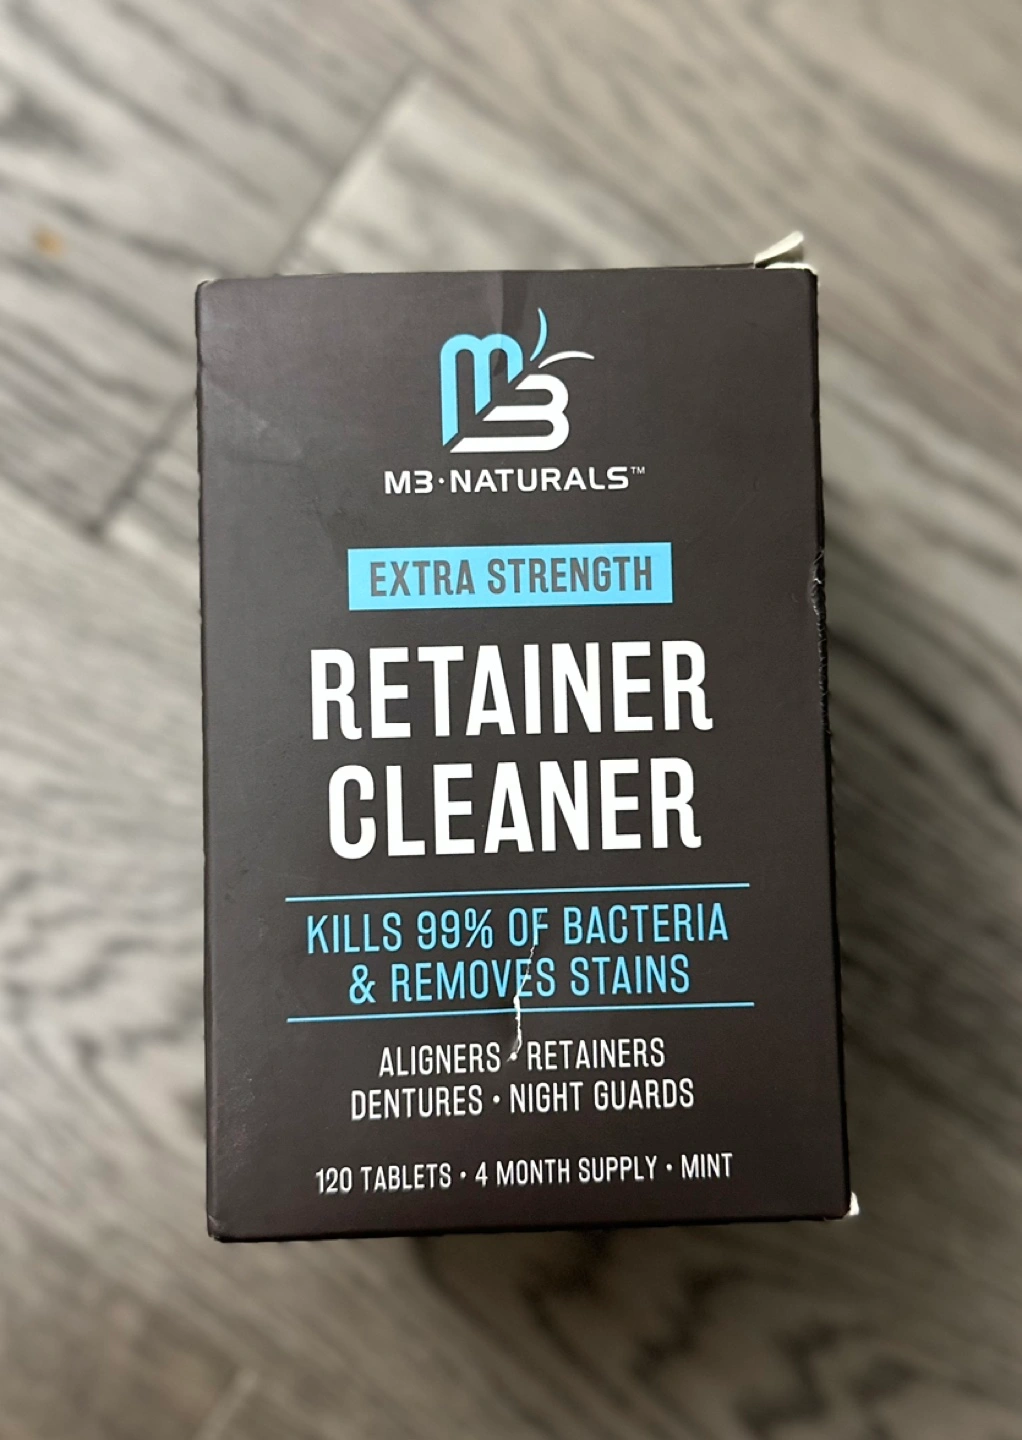 M3
M3·NATURALS™
EXTRA STRENGTH
RETAINER
CLEANER
KILLS 99% OF BACTERIA
& REMOVES STAINS
ALIGNERS · RETAINERS
DENTURES · NIGHT GUARDS
120 TABLETS · 4 MONTH SUPPLY · MINT